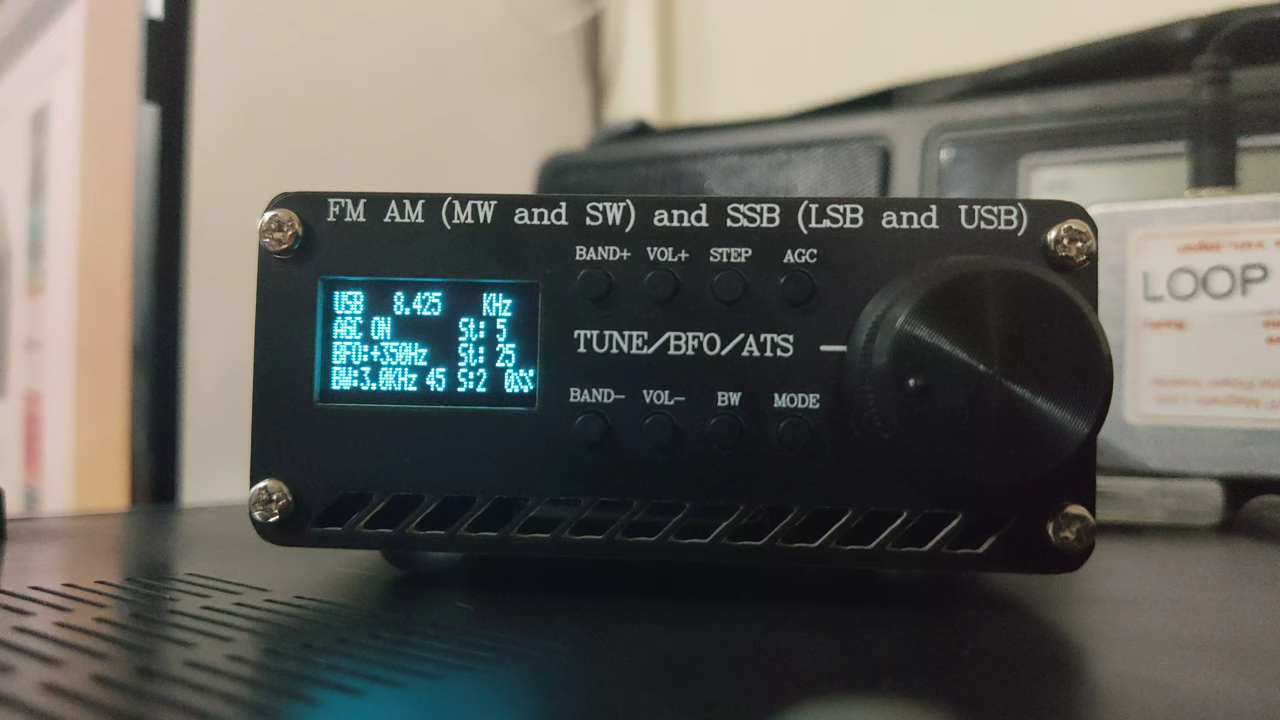 FM AM (MW and SW) and SSB (LSB and USB)
BAND+ VOL+ STEP AGC
USB 8.425 KHz
AGC ON St: 5
BFO:+350Hz St: 25
BW:3.0KHz 45 S:2
TUNE/BFO/ATS
BAND- VOL- BW MODE
LOOP